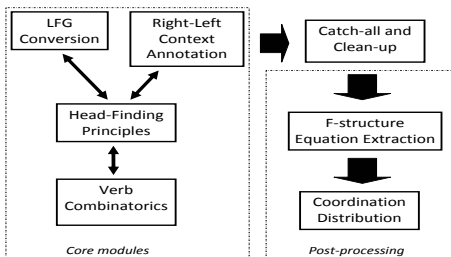 LFG
Conversion
Right-Left
Context
Annotation
Head-Finding
Principles
Verb
Combinatorics
Core modules
Catch-all and
Clean-up
F-structure
Equation Extraction
Coordination
Distribution
Post-processing